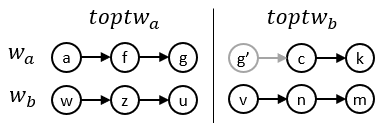 toptw_a toptw_b
w_a a f g g' c k
w_b w z u v n m